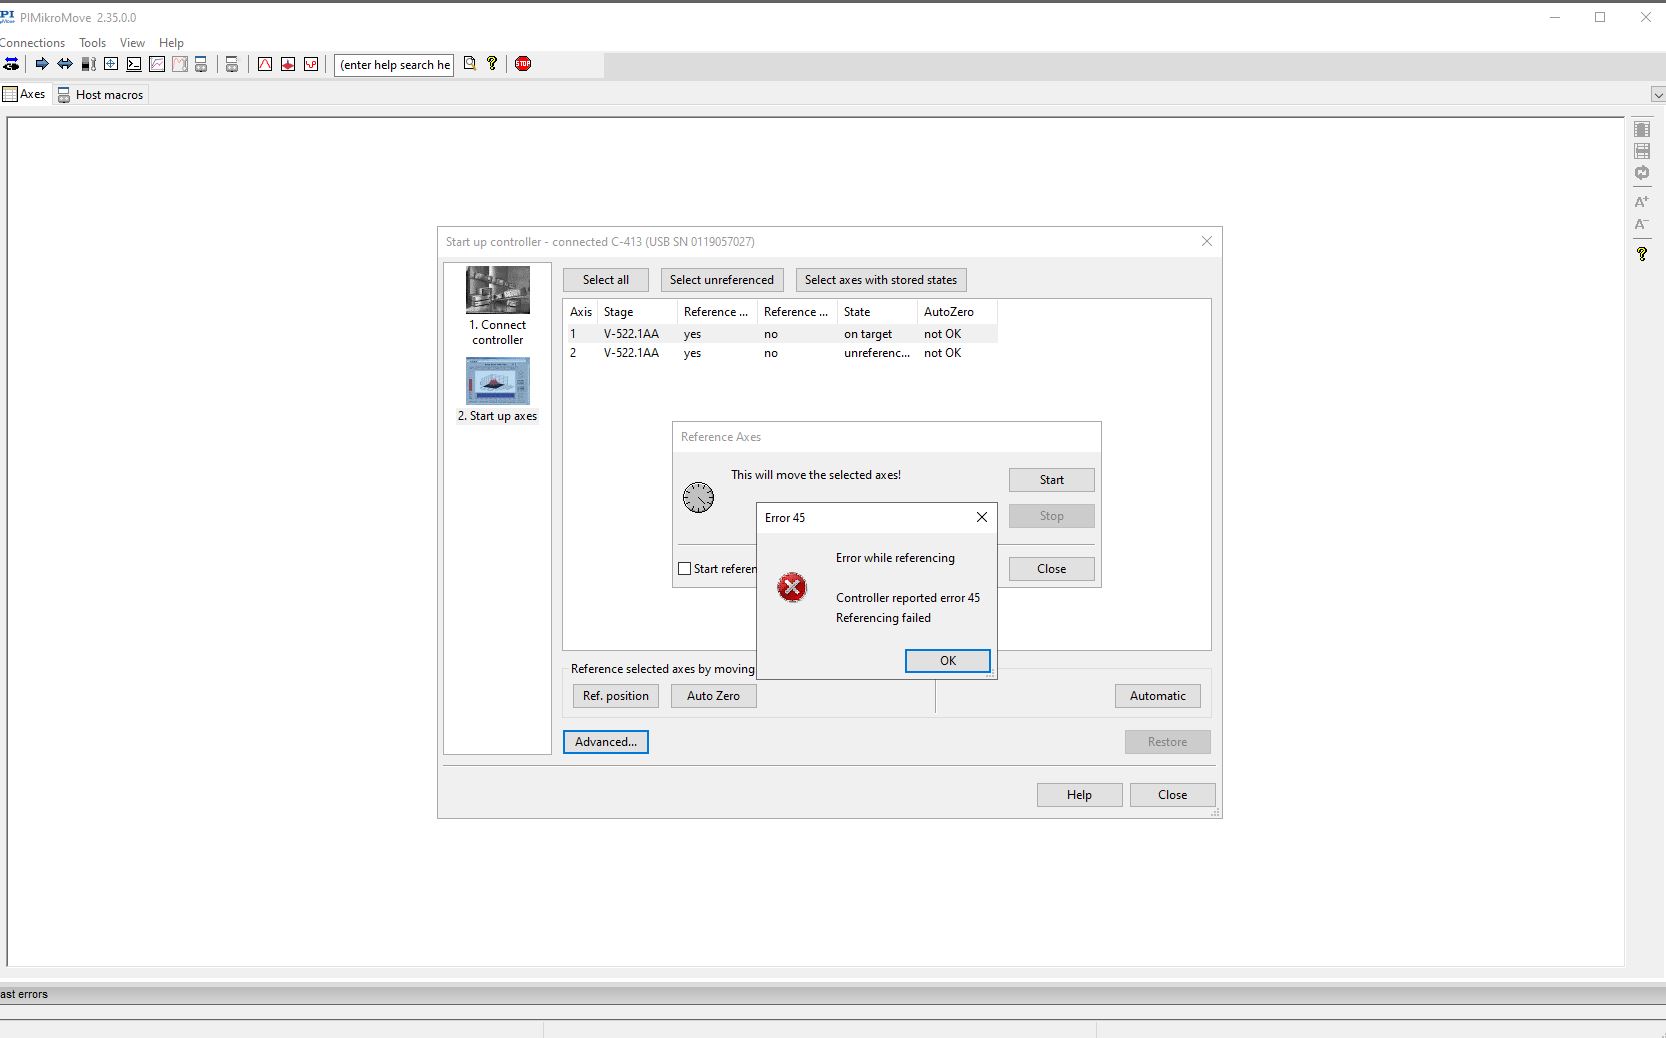 PIMikroMove 2.35.0.0
Connections Tools View Help
(enter help search he
STOP
Axes Host macros
Start up controller - connected C-413 (USB SN 0119057027)
1. Connect
controller
2. Start up axes
Select all Select unreferenced Select axes with stored states
Axis Stage Reference ... Reference ... State AutoZero
1 V-522.1AA yes no on target not OK
2 V-522.1AA yes no unreferenc... not OK
Reference Axes
This will move the selected axes!
Start
Stop
Start referen
Close
Error 45
Error while referencing
Controller reported error 45
Referencing failed
OK
Reference selected axes by moving
Ref. position Auto Zero Automatic
Advanced... Restore
Help Close
A+
A-
ast errors